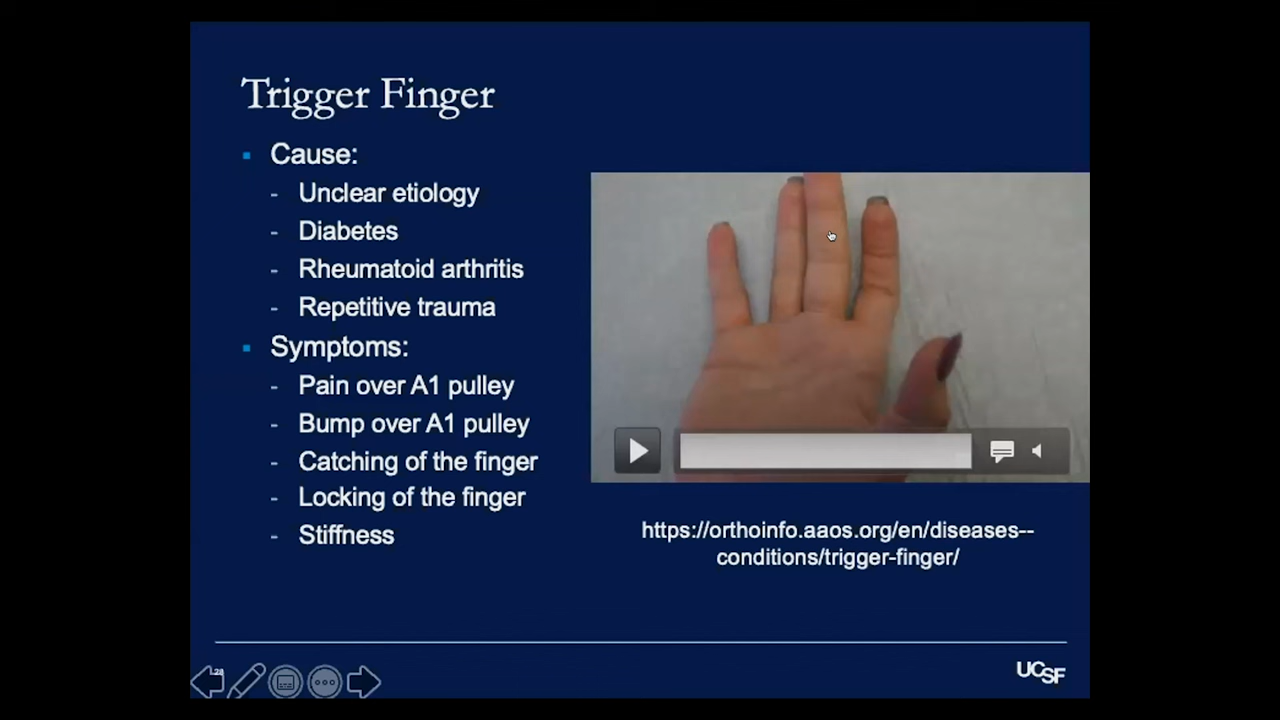 Trigger Finger
Cause:
- Unclear etiology
- Diabetes
- Rheumatoid arthritis
- Repetitive trauma
Symptoms:
- Pain over A1 pulley
- Bump over A1 pulley
- Catching of the finger
- Locking of the finger
- Stiffness
https://orthoinfo.aaos.org/en/diseases--
conditions/trigger-finger/
UCSF